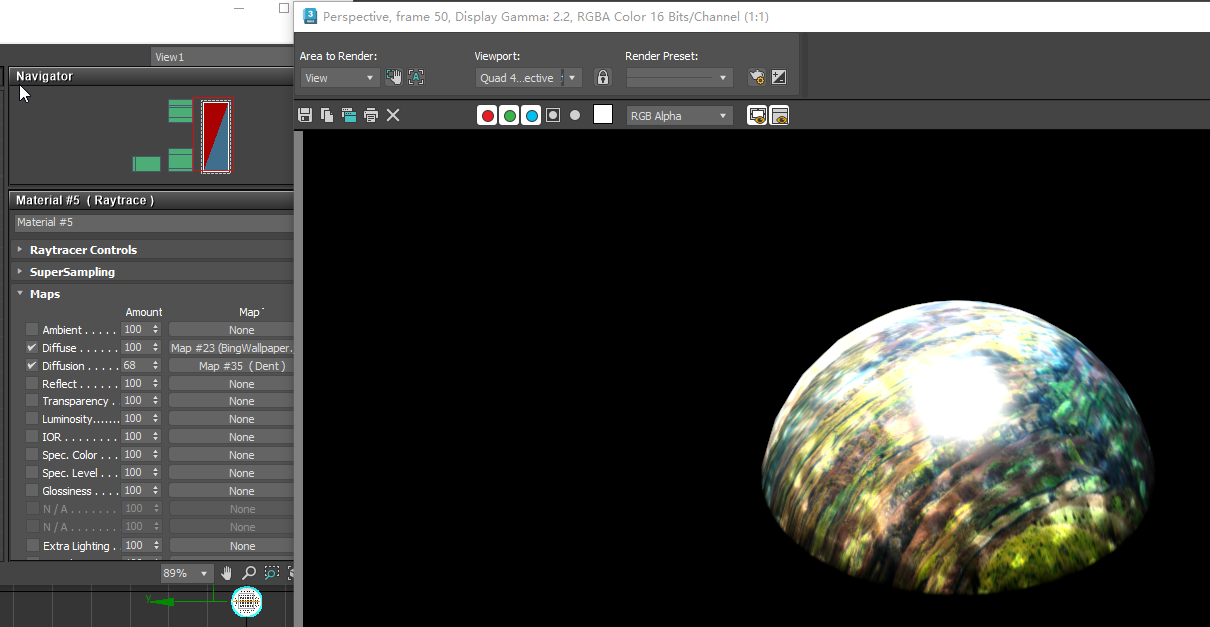 Perspective, frame 50, Display Gamma: 2.2, RGBA Color 16 Bits/Channel (1:1)
View1
Navigator
Area to Render:
View
Viewport:
Quad 4...ective
Render Preset:
RGB Alpha
Material #5 ( Raytrace )
Material #5
Raytracer Controls
SuperSampling
Maps
Amount Map
Ambient . . . . . 100 None
Diffuse . . . . . . 100 Map #23 (BingWallpaper.
Diffusion . . . . . 68 Map #35 ( Dent )
Reflect . . . . . . 100 None
Transparency . 100 None
Luminosity....... 100 None
IOR . . . . . . . . 100 None
Spec. Color . . . 100 None
Spec. Level . . . 100 None
Glossiness . . . . 100 None
N / A . . . . . . . 100 None
N / A . . . . . . . 100 None
Extra Lighting . 100 None
89%
y